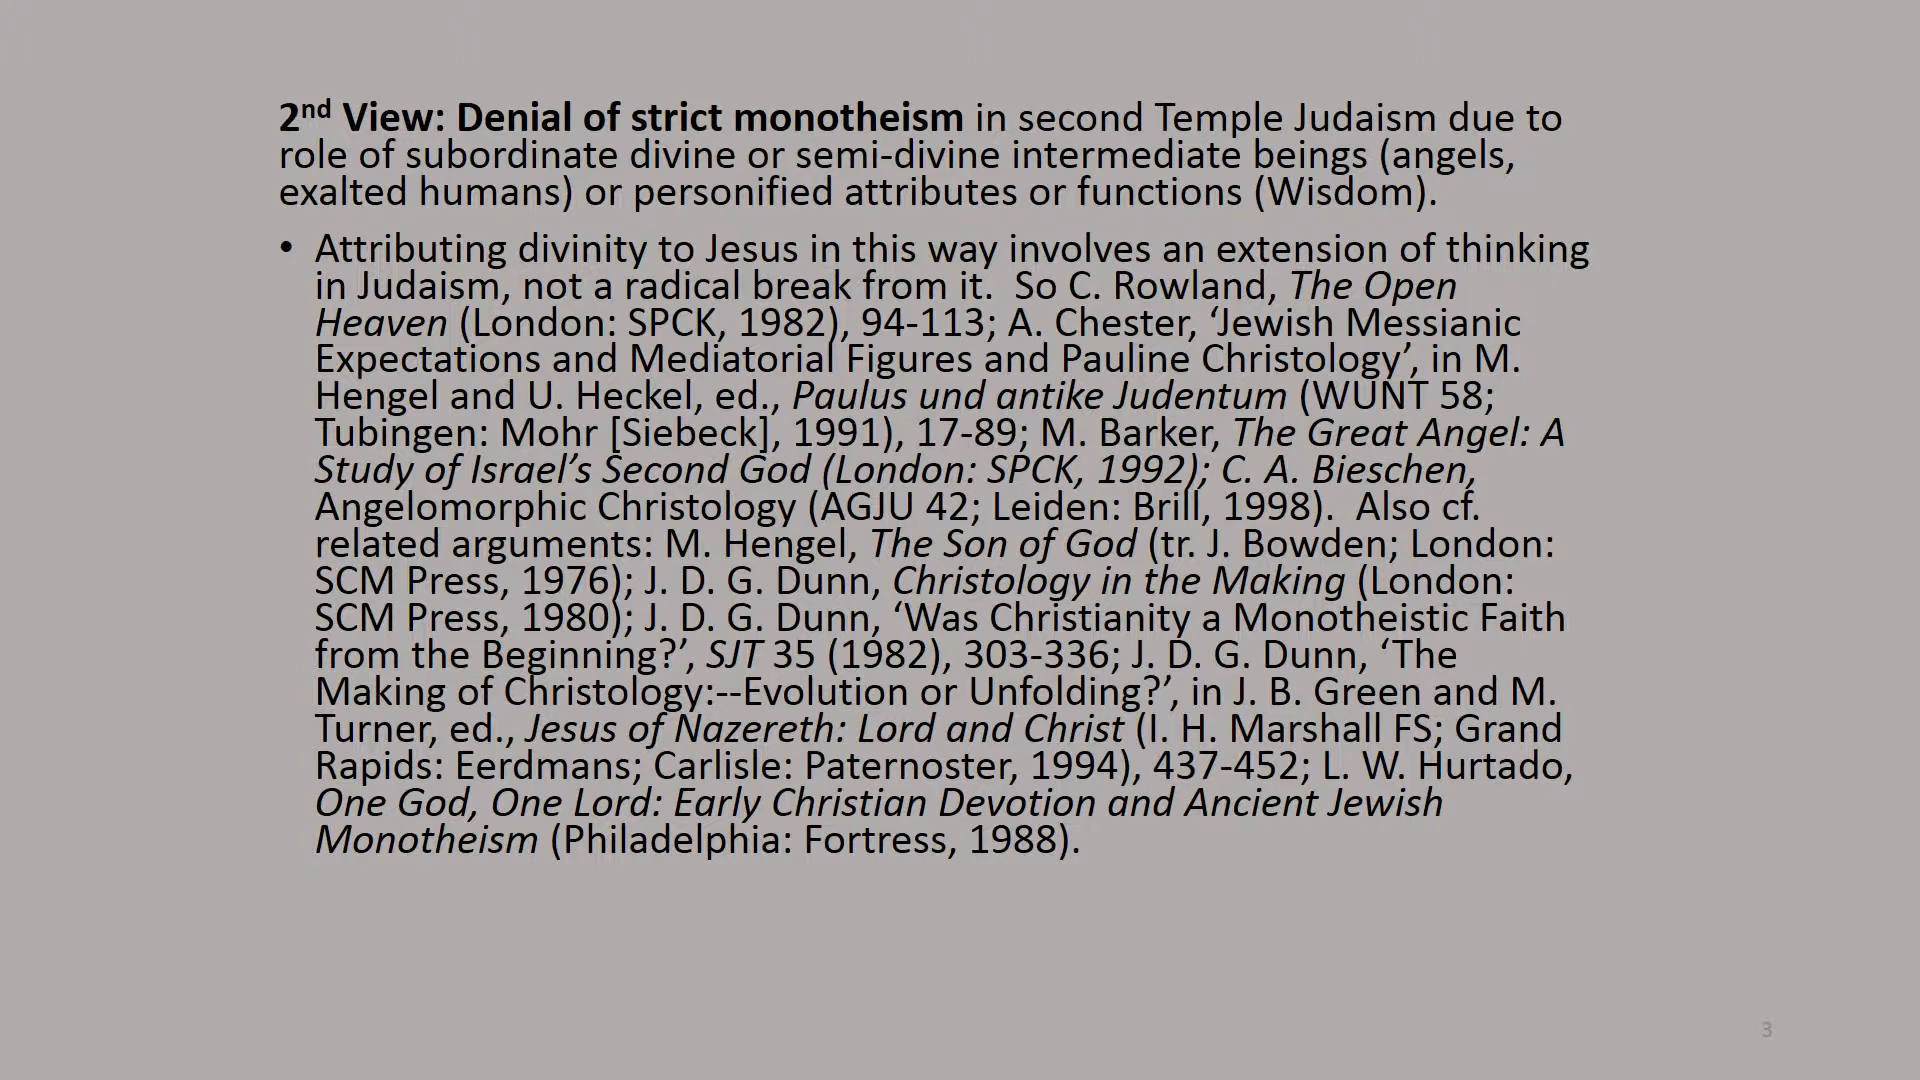 2nd View: Denial of strict monotheism in second Temple Judaism due to
role of subordinate divine or semi-divine intermediate beings (angels,
exalted humans) or personified attributes or functions (Wisdom).
• Attributing divinity to Jesus in this way involves an extension of thinking
in Judaism, not a radical break from it.  So C. Rowland, The Open
Heaven (London: SPCK, 1982), 94-113; A. Chester, ‘Jewish Messianic
Expectations and Mediatorial Figures and Pauline Christology’, in M.
Hengel and U. Heckel, ed., Paulus und antike Judentum (WUNT 58;
Tubingen: Mohr [Siebeck], 1991), 17-89; M. Barker, The Great Angel: A
Study of Israel’s Second God (London: SPCK, 1992); C. A. Bieschen,
Angelomorphic Christology (AGJU 42; Leiden: Brill, 1998).  Also cf.
related arguments: M. Hengel, The Son of God (tr. J. Bowden; London:
SCM Press, 1976); J. D. G. Dunn, Christology in the Making (London:
SCM Press, 1980); J. D. G. Dunn, ‘Was Christianity a Monotheistic Faith
from the Beginning?’, SJT 35 (1982), 303-336; J. D. G. Dunn, ‘The
Making of Christology:--Evolution or Unfolding?’, in J. B. Green and M.
Turner, ed., Jesus of Nazereth: Lord and Christ (I. H. Marshall FS; Grand
Rapids: Eerdmans; Carlisle: Paternoster, 1994), 437-452; L. W. Hurtado,
One God, One Lord: Early Christian Devotion and Ancient Jewish
Monotheism (Philadelphia: Fortress, 1988).
3